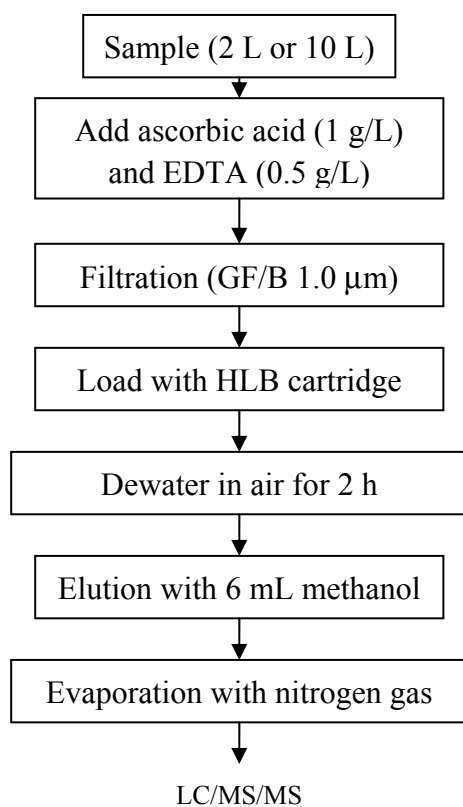 Sample (2 L or 10 L)
Add ascorbic acid (1 g/L)
and EDTA (0.5 g/L)
Filtration (GF/B 1.0 μm)
Load with HLB cartridge
Dewater in air for 2 h
Elution with 6 mL methanol
Evaporation with nitrogen gas
LC/MS/MS